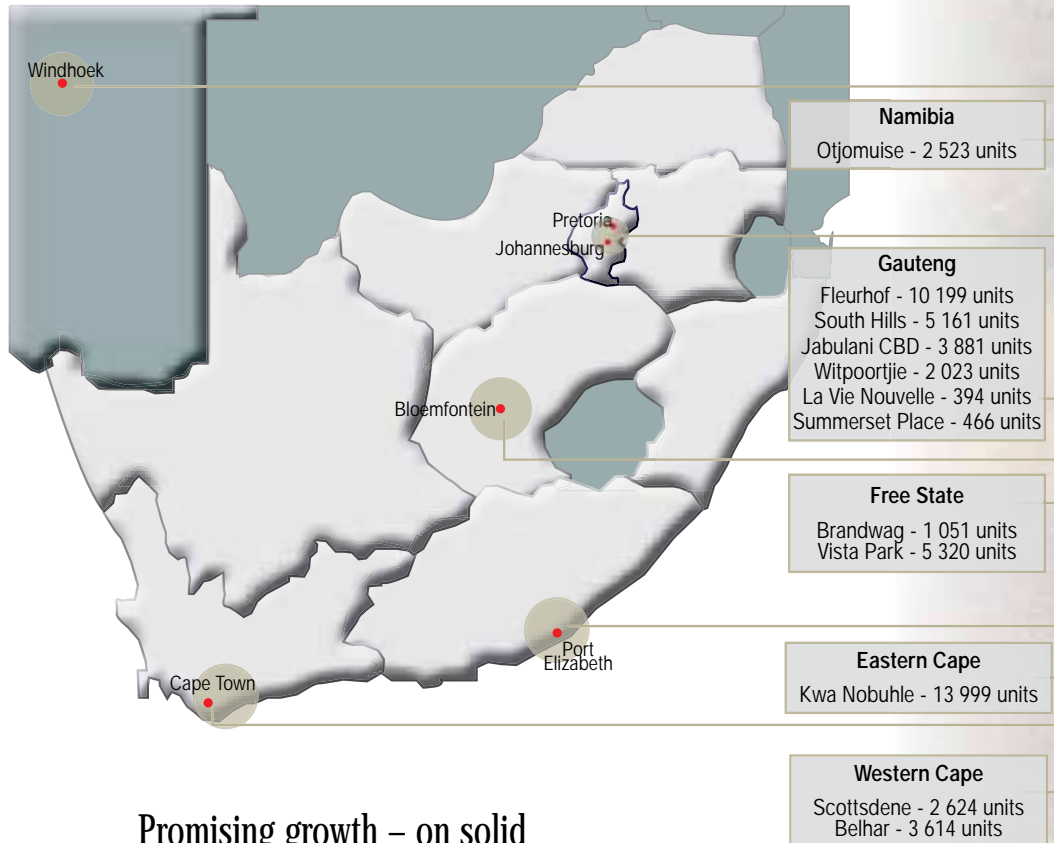 Windhoek
Namibia
Otjomuise - 2 523 units
Pretoria
Johannesburg
Gauteng
Fleurhof - 10 199 units
South Hills - 5 161 units
Jabulani CBD - 3 881 units
Witpoortjie - 2 023 units
La Vie Nouvelle - 394 units
Summerset Place - 466 units
Bloemfontein
Free State
Brandwag - 1 051 units
Vista Park - 5 320 units
Port
Elizabeth
Eastern Cape
Kwa Nobuhle - 13 999 units
Cape Town
Western Cape
Scottsdene - 2 624 units
Belhar - 3 614 units
Promising growth – on solid